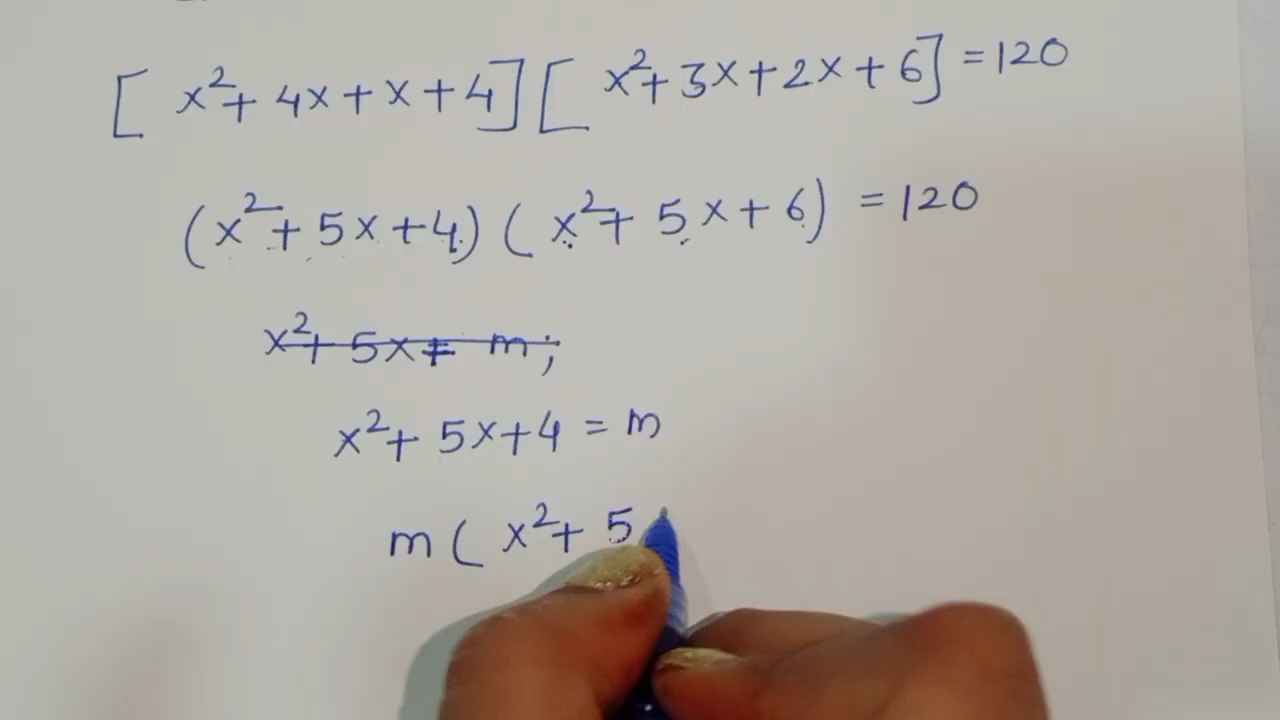 [ x²+ 4x + x + 4] [ x²+ 3x + 2x + 6] = 120
(x²+ 5x + 4) ( x²+ 5x + 6) = 120
x²+ 5x = m;
x²+ 5x + 4 = m
m ( x²+ 5